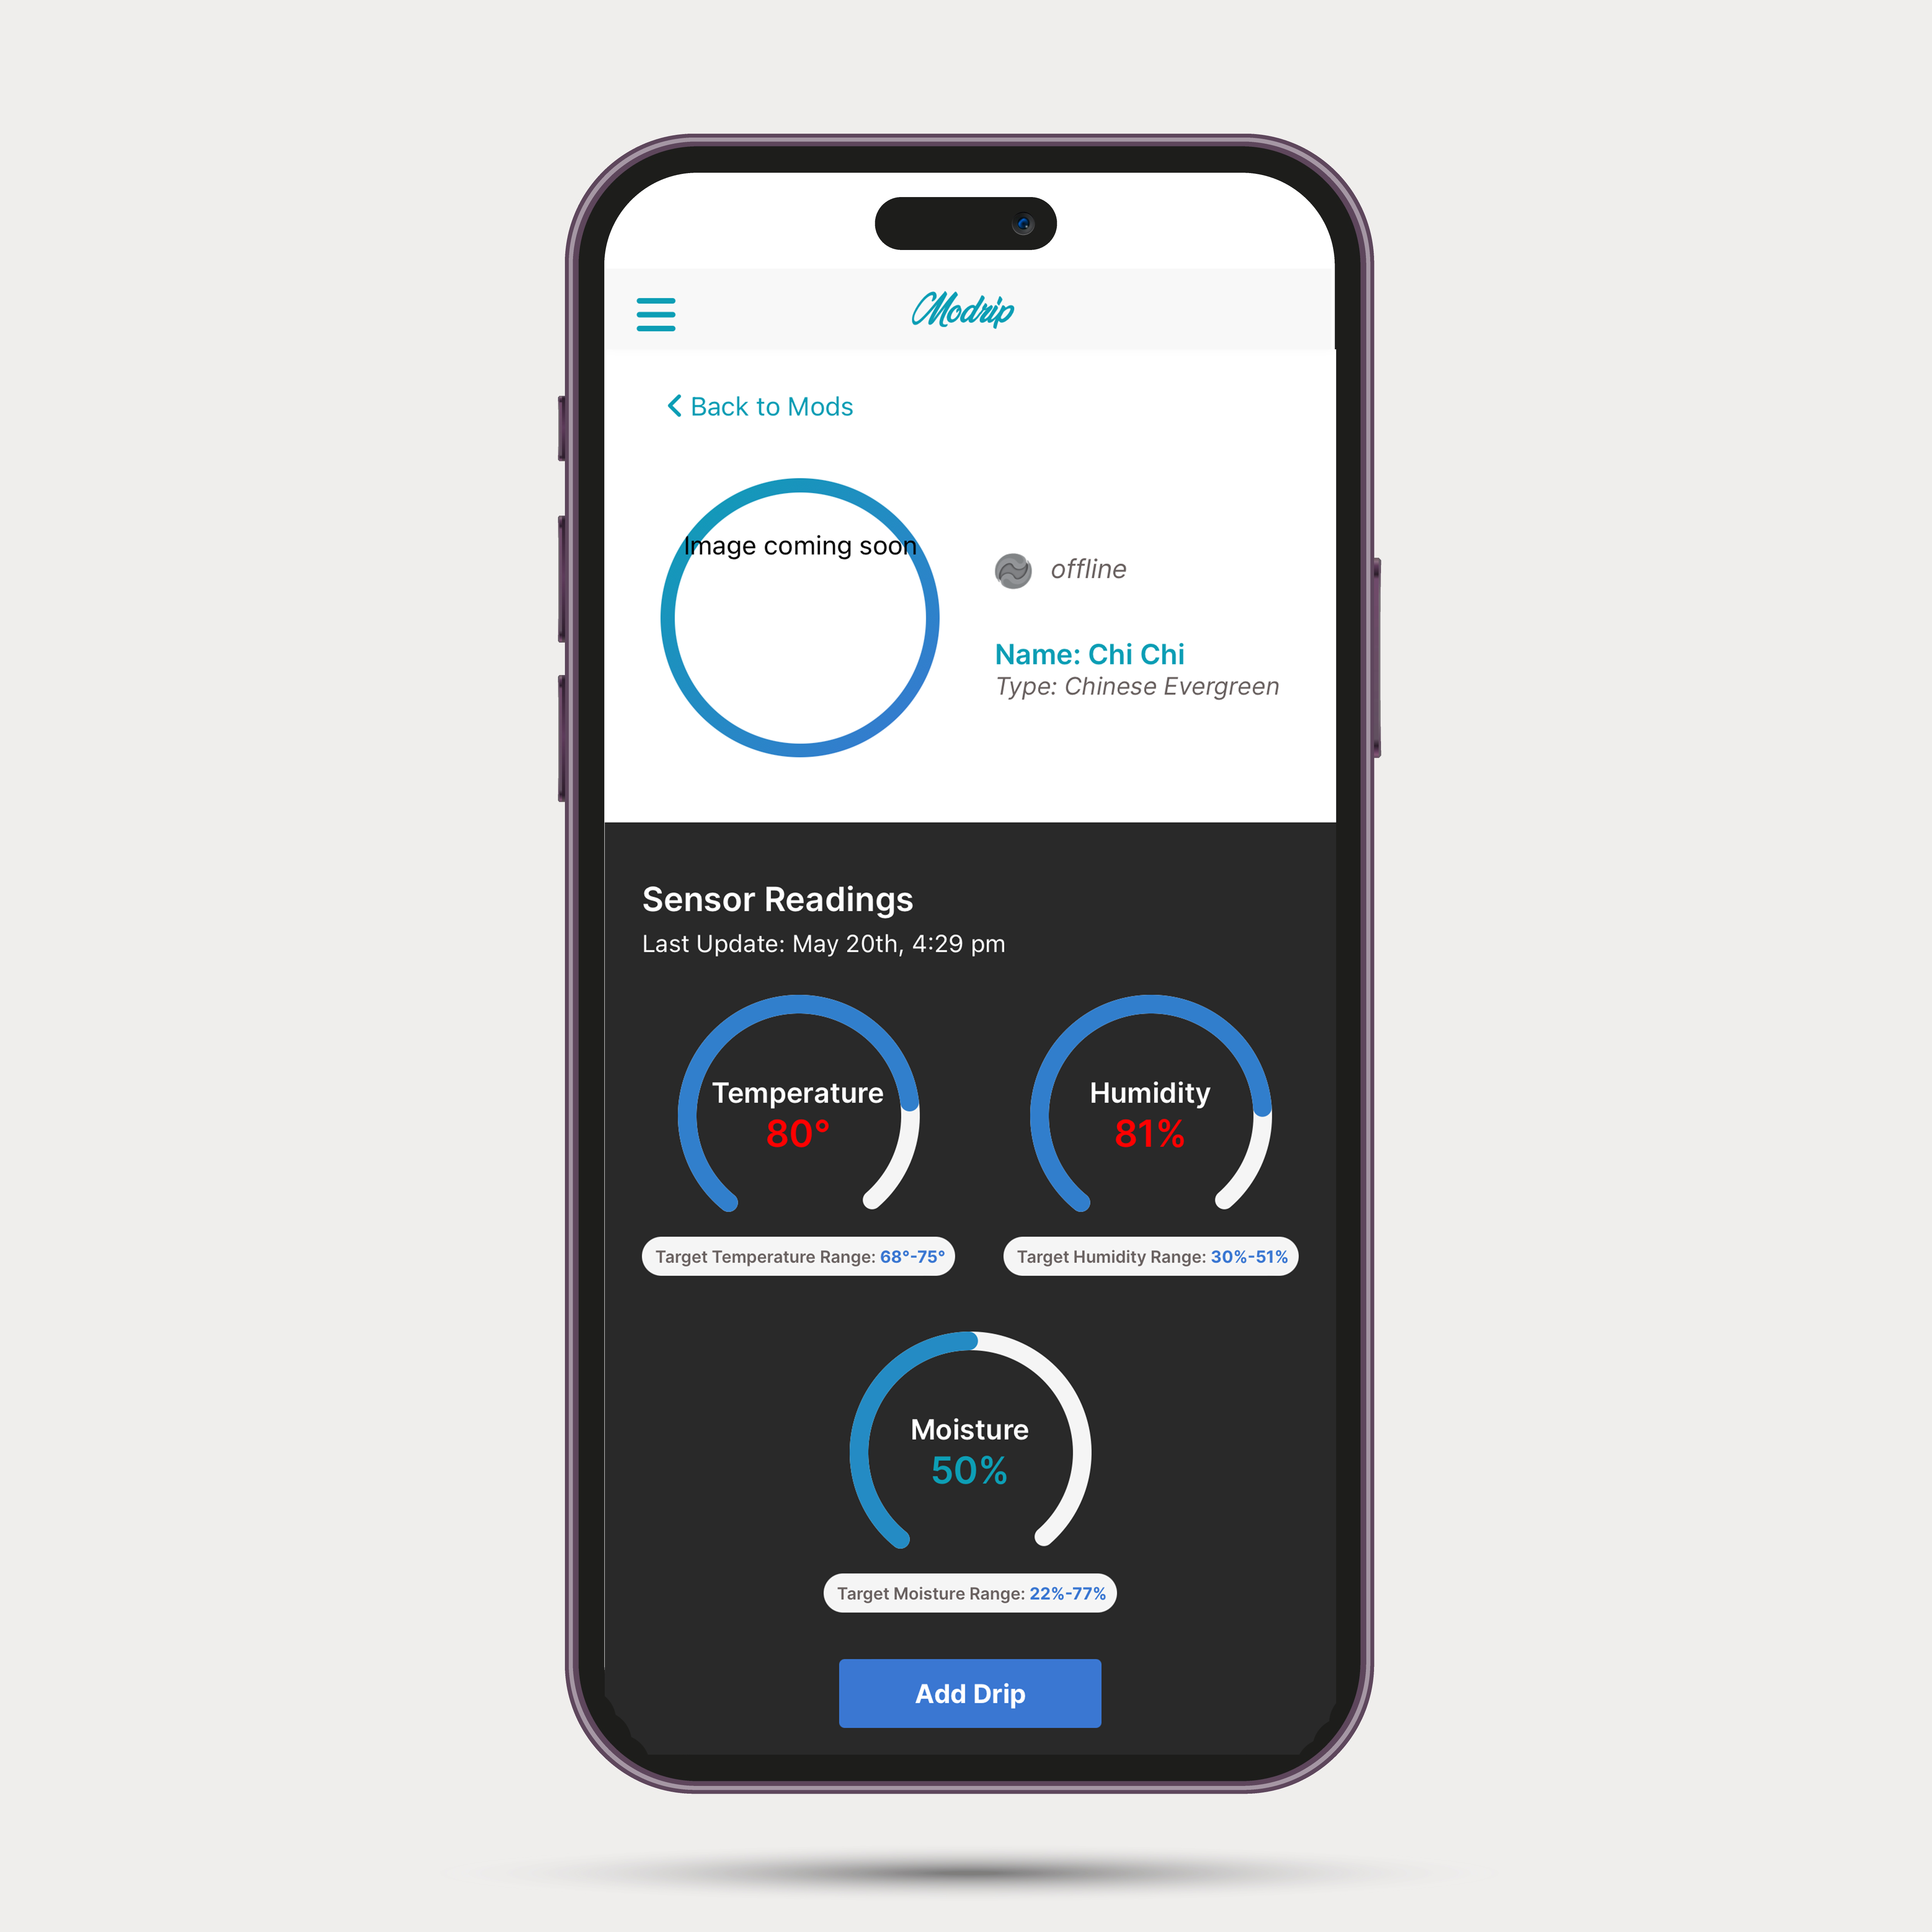 Modrip
Back to Mods
Image coming soon
offline
Name: Chi Chi
Type: Chinese Evergreen
Sensor Readings
Last Update: May 20th, 4:29 pm
Temperature
80°
Humidity
81%
Target Temperature Range: 68°-75°
Target Humidity Range: 30%-51%
Moisture
50%
Target Moisture Range: 22%-77%
Add Drip